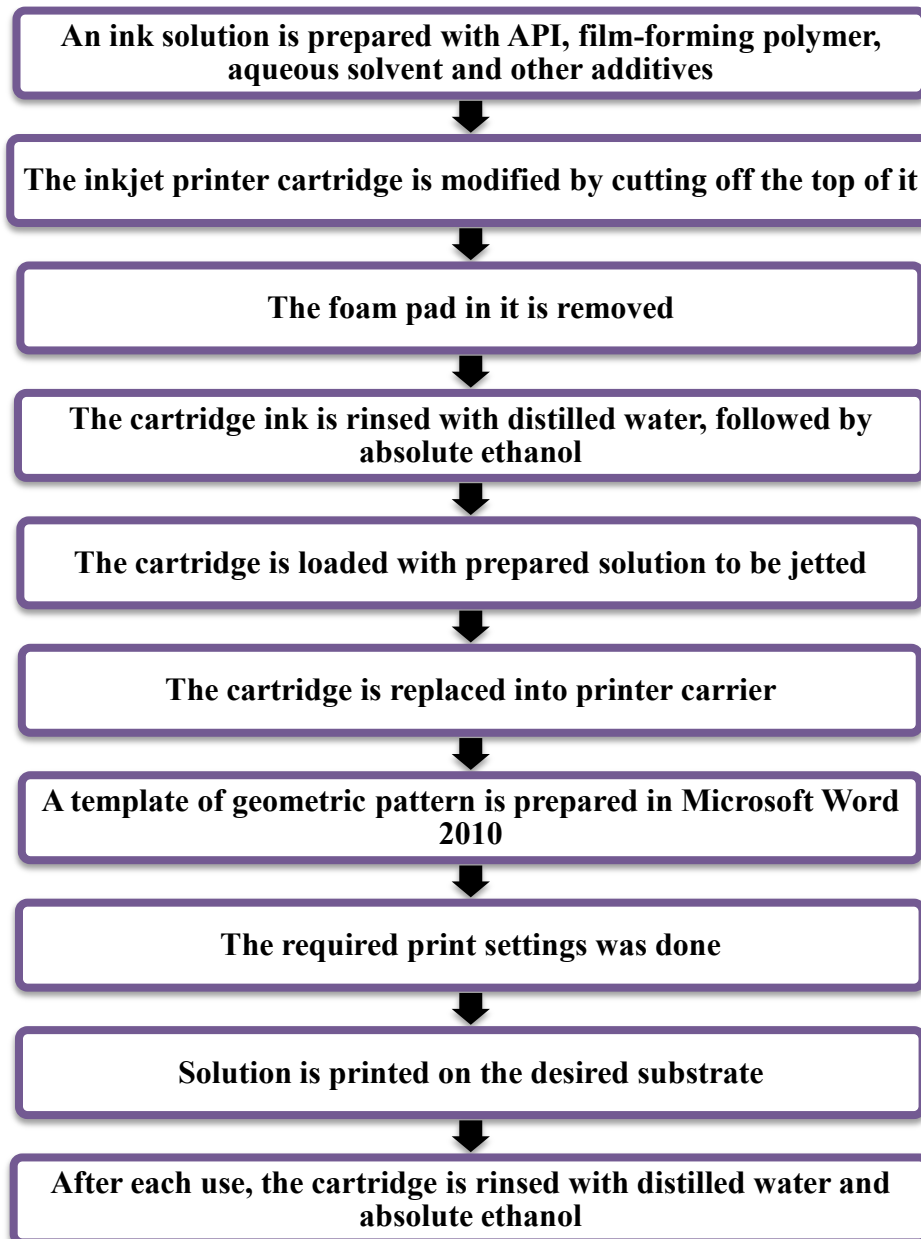 An ink solution is prepared with API, film-forming polymer,
aqueous solvent and other additives
The inkjet printer cartridge is modified by cutting off the top of it
The foam pad in it is removed
The cartridge ink is rinsed with distilled water, followed by
absolute ethanol
The cartridge is loaded with prepared solution to be jetted
The cartridge is replaced into printer carrier
A template of geometric pattern is prepared in Microsoft Word
2010
The required print settings was done
Solution is printed on the desired substrate
After each use, the cartridge is rinsed with distilled water and
absolute ethanol